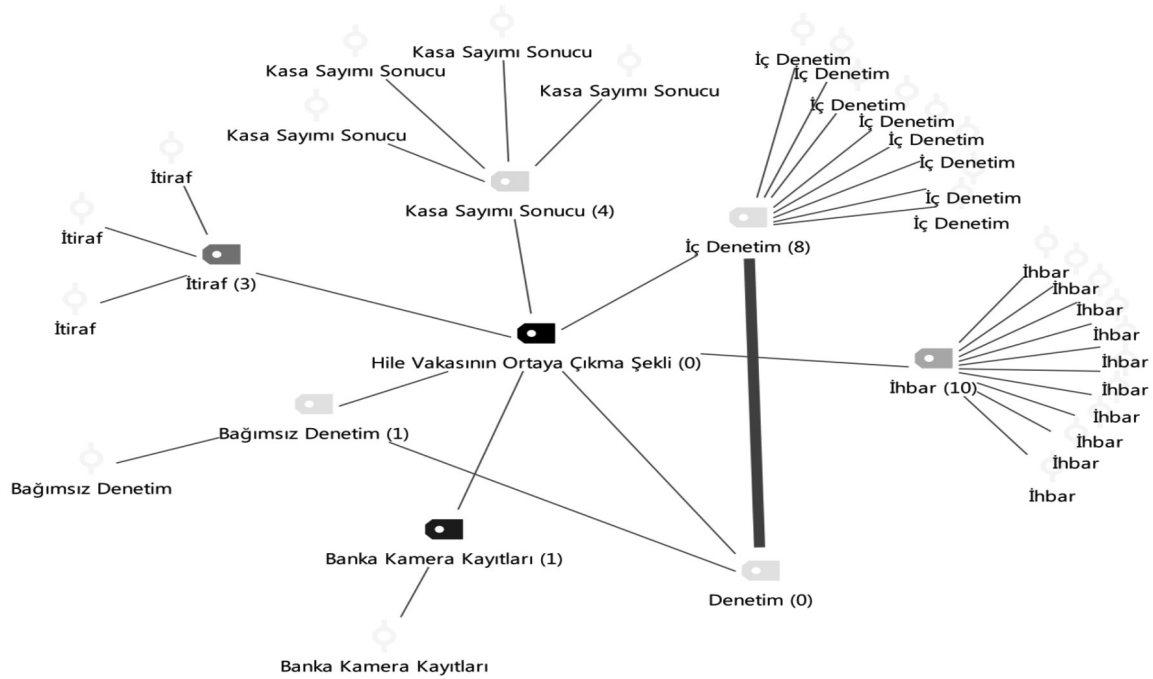 Kasa Sayımı Sonucu
Kasa Sayımı Sonucu
Kasa Sayımı Sonucu
Kasa Sayımı Sonucu
Kasa Sayımı Sonucu (4)
İç Denetim
İç Denetim
İç Denetim
İç Denetim
İç Denetim
İç Denetim
İç Denetim
İç Denetim
İç Denetim (8)
İtiraf
İtiraf
İtiraf
İtiraf (3)
Hile Vakasının Ortaya Çıkma Şekli (0)
İhbar
İhbar
İhbar
İhbar
İhbar
İhbar
İhbar
İhbar
İhbar
İhbar
İhbar (10)
Bağımsız Denetim (1)
Bağımsız Denetim
Banka Kamera Kayıtları (1)
Banka Kamera Kayıtları
Denetim (0)